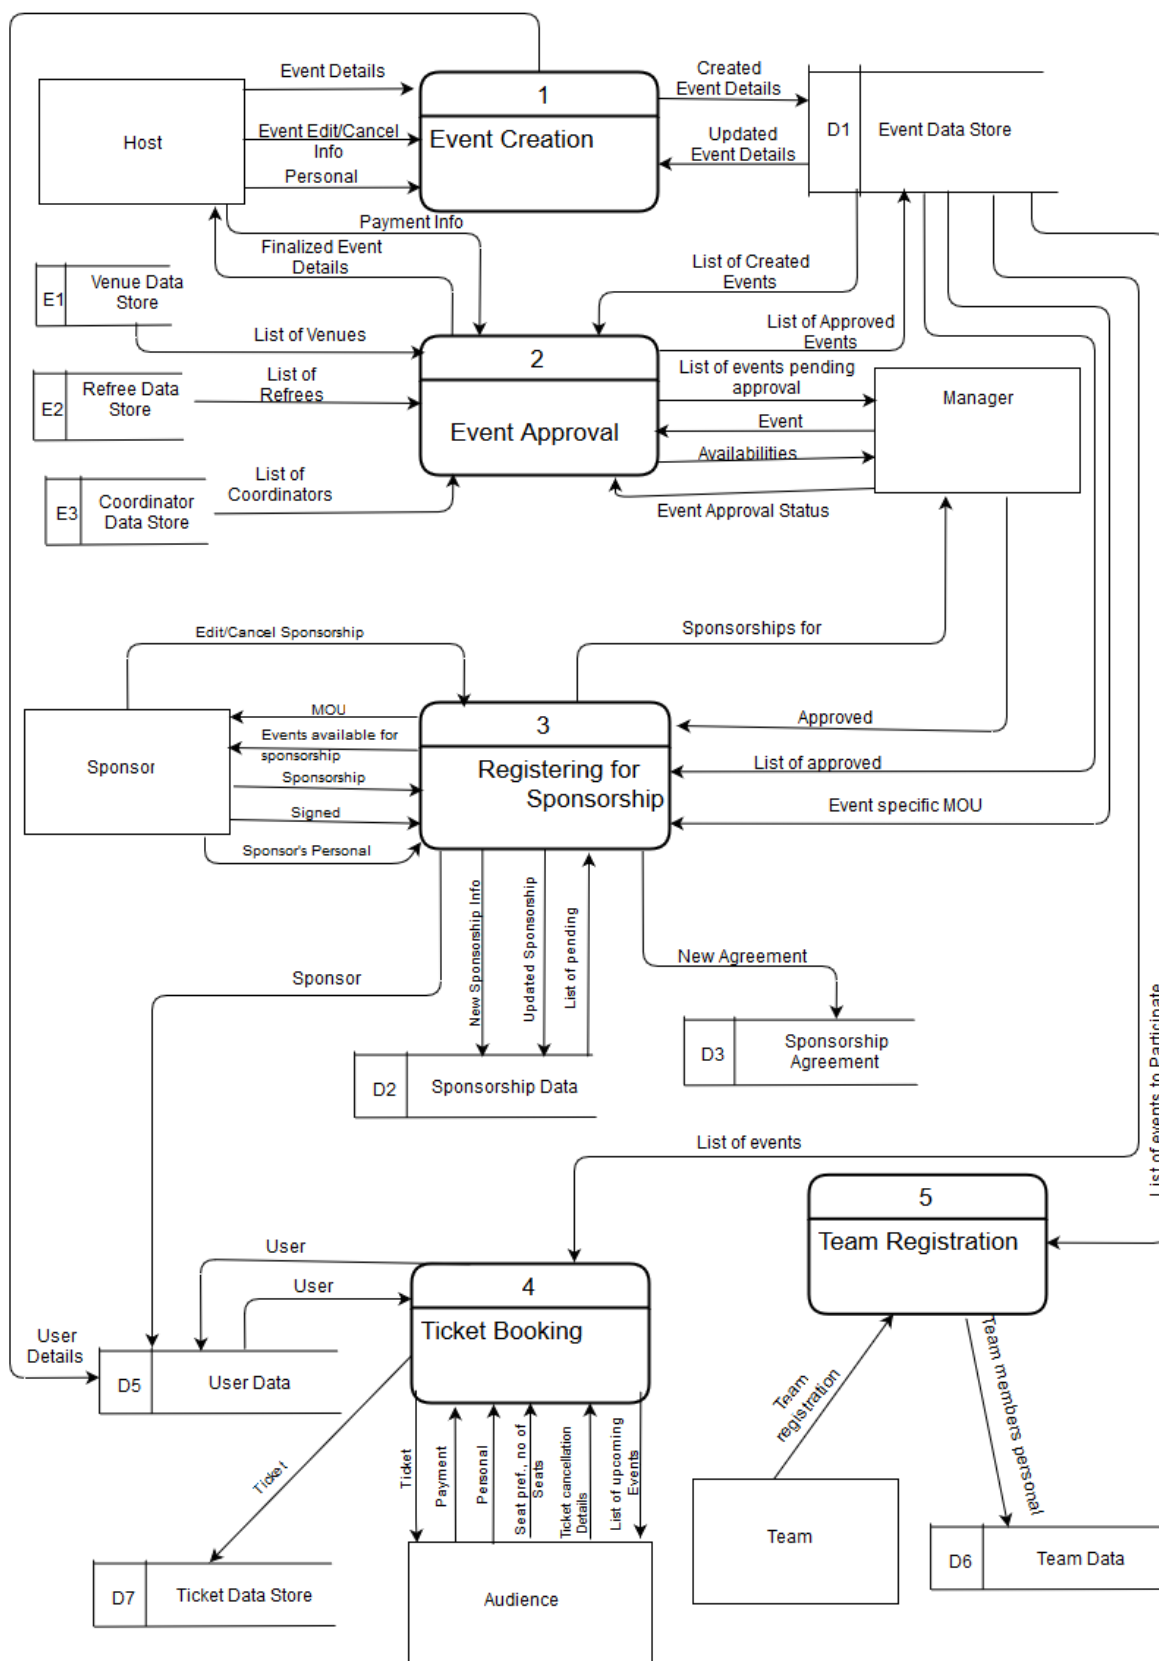 Event Details
1
Created
Event Details
Host
Event Edit/Cancel
Info
Event Creation
D1
Event Data Store
Updated
Event Details
Personal
Payment Info
Finalized Event
Details
List of Created
Events
E1
Venue Data
Store
List of Venues
List of Approved
Events
2
Event Approval
List of
Refrees
E2
Refree Data
Store
List of events pending
approval
Manager
Event
Availabilities
List of
Coordinators
E3
Coordinator
Data Store
Event Approval Status
Edit/Cancel Sponsorship
Sponsorships for
MOU
3
Approved
Events available for
sponsorship
Sponsor
Registering for
Sponsorship
List of approved
Sponsorship
Signed
Event specific MOU
Sponsor's Personal
New Sponsorship Info
Updated Sponsorship
List of pending
New Agreement
Sponsor
D3
Sponsorship
Agreement
D2
Sponsorship Data
List of events to Participate
List of events
5
Team Registration
User
4
User
Ticket Booking
User
Details
D5
User Data
Team
registration
Team members personal
Ticket
Ticket
Payment
Personal
Seat pref., no of
Seats
Ticket cancellation
Details
List of upcoming
Events
Team
D6
Team Data
D7
Ticket Data Store
Audience